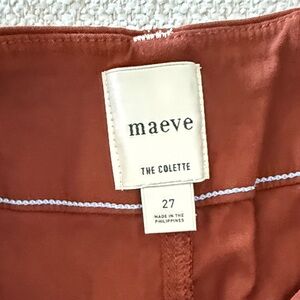 maeve
THE COLETTE
27
MADE IN THE
PHILIPPINES